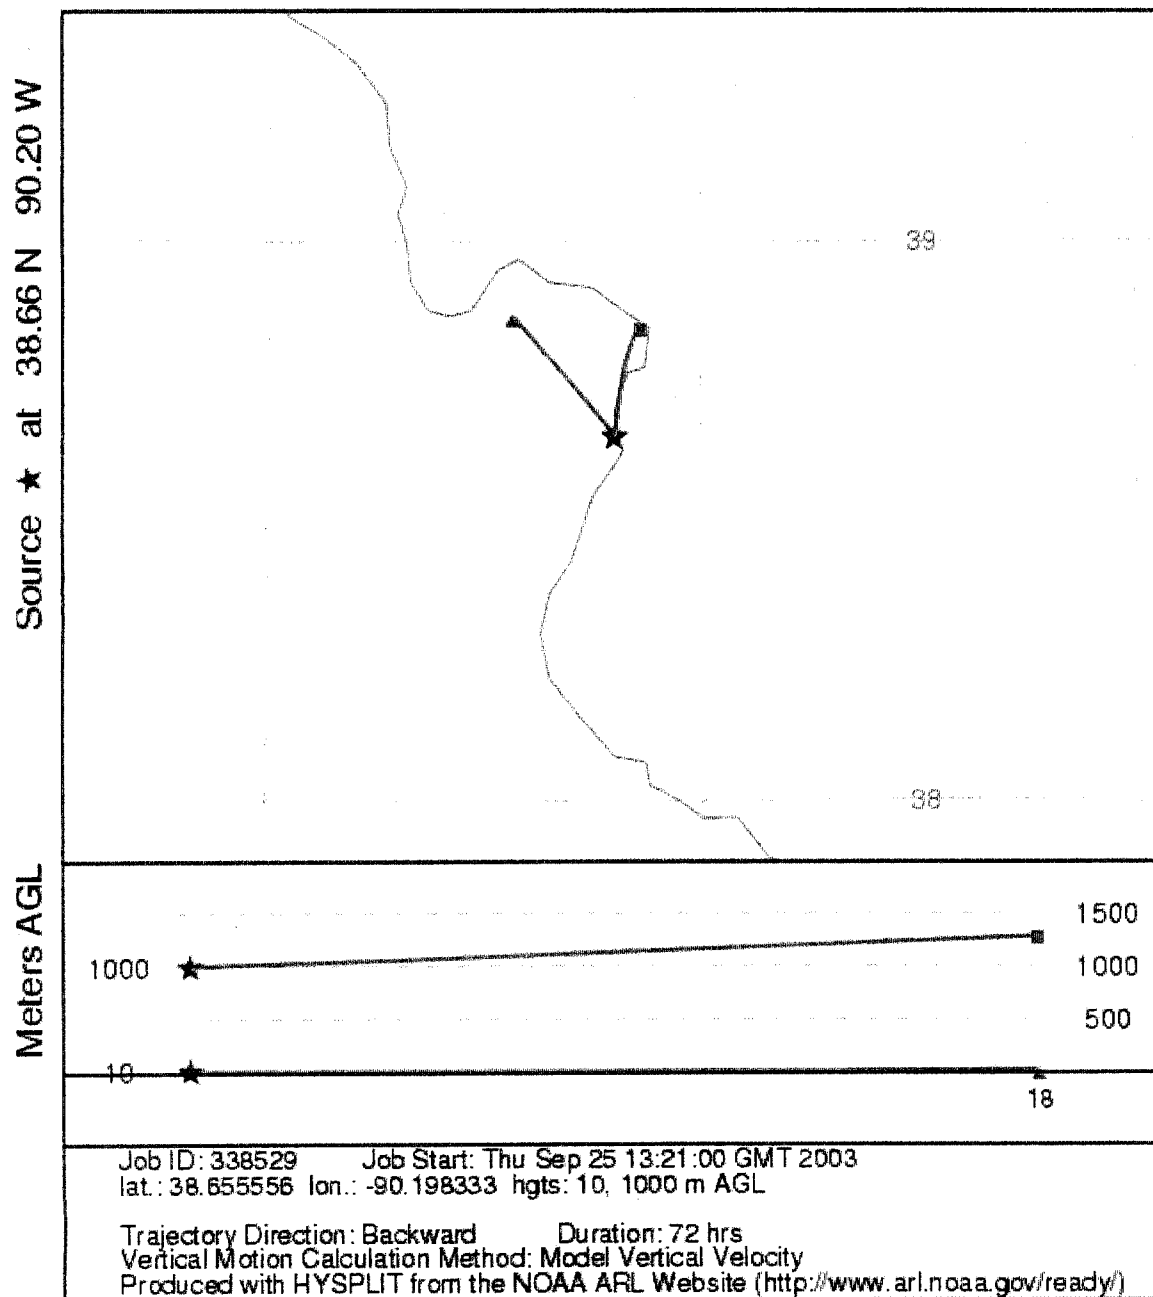 Source ★ at 38.66 N 90.20 W
39
38
Meters AGL
1500
1000
1000
500
10
18
Job ID: 338529 Job Start: Thu Sep 25 13:21:00 GMT 2003
lat.: 38.655556 lon.: -90.198333 hgts: 10, 1000 m AGL
Trajectory Direction: Backward Duration: 72 hrs
Vertical Motion Calculation Method: Model Vertical Velocity
Produced with HYSPLIT from the NOAA ARL Website (http://www.arl.noaa.gov/ready/)